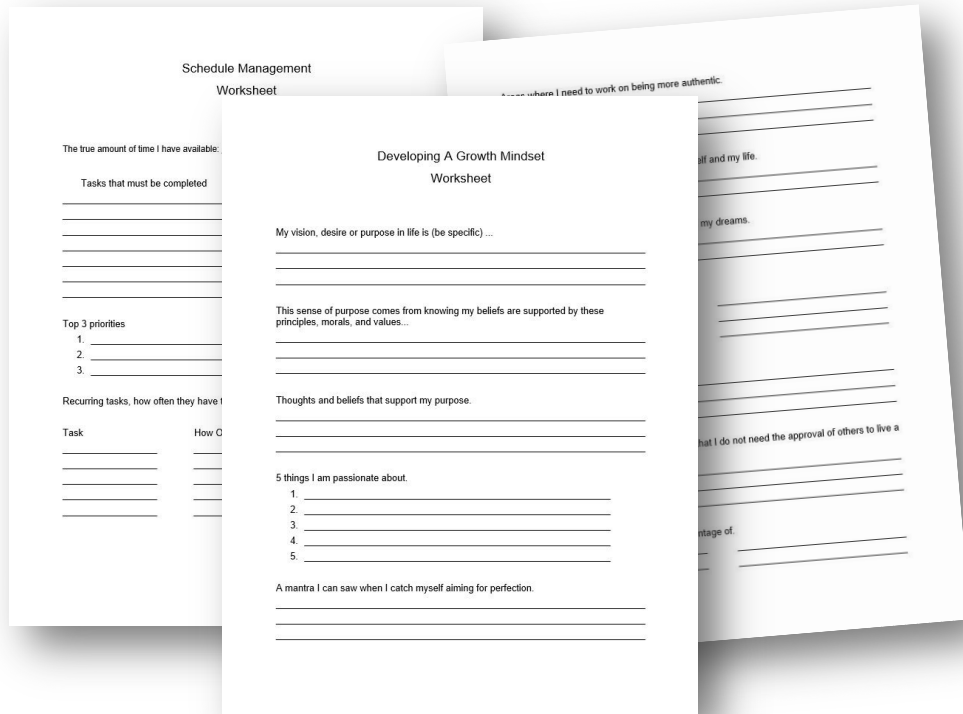 Schedule Management
Worksheet
The true amount of time I have available:
Tasks that must be completed
Top 3 priorities
1.
2.
3.
Recurring tasks, how often they have
Task
How O
Developing A Growth Mindset
Worksheet
My vision, desire or purpose in life is (be specific) ...
This sense of purpose comes from knowing my beliefs are supported by these
principles, morals, and values...
Thoughts and beliefs that support my purpose.
5 things I am passionate about.
1.
2.
3.
4.
5.
A mantra I can saw when I catch myself aiming for perfection.
where I need to work on being more authentic.
elf and my life.
my dreams.
hat I do not need the approval of others to live a
ntage of.